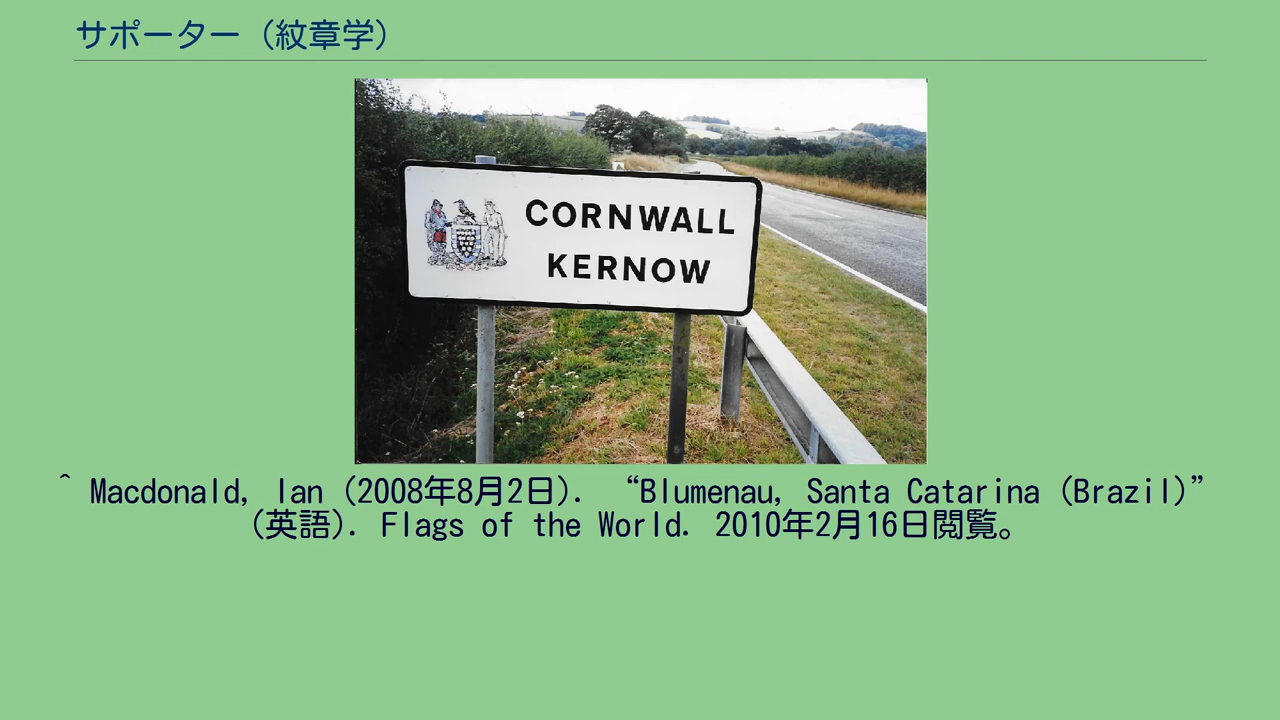 サポーター（紋章学）
CORNWALL
KERNOW
^ Macdonald, Ian (2008年8月2日). “Blumenau, Santa Catarina (Brazil)”
(英語). Flags of the World. 2010年2月16日閲覧。